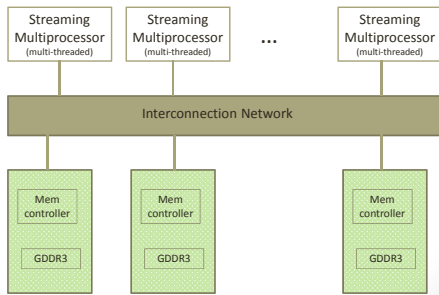 Streaming
Multiprocessor
(multi-threaded)
Streaming
Multiprocessor
(multi-threaded)
...
Streaming
Multiprocessor
(multi-threaded)
Interconnection Network
Mem
controller
GDDR3
Mem
controller
GDDR3
Mem
controller
GDDR3